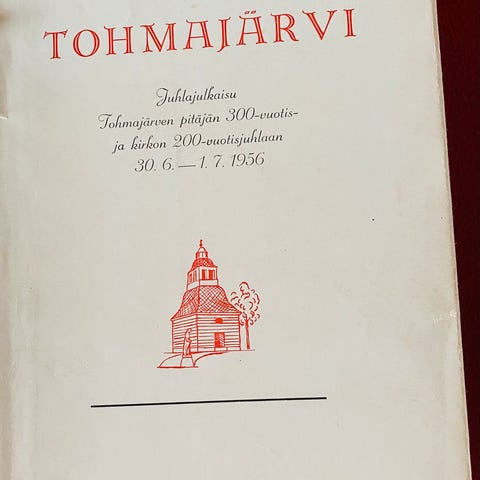 TOHMAJÄRVI
Juhlajulkaisu
Tohmajärven pitäjän 300-vuotis-
ja kirkon 200-vuotisjuhlaan
30. 6. — 1. 7. 1956